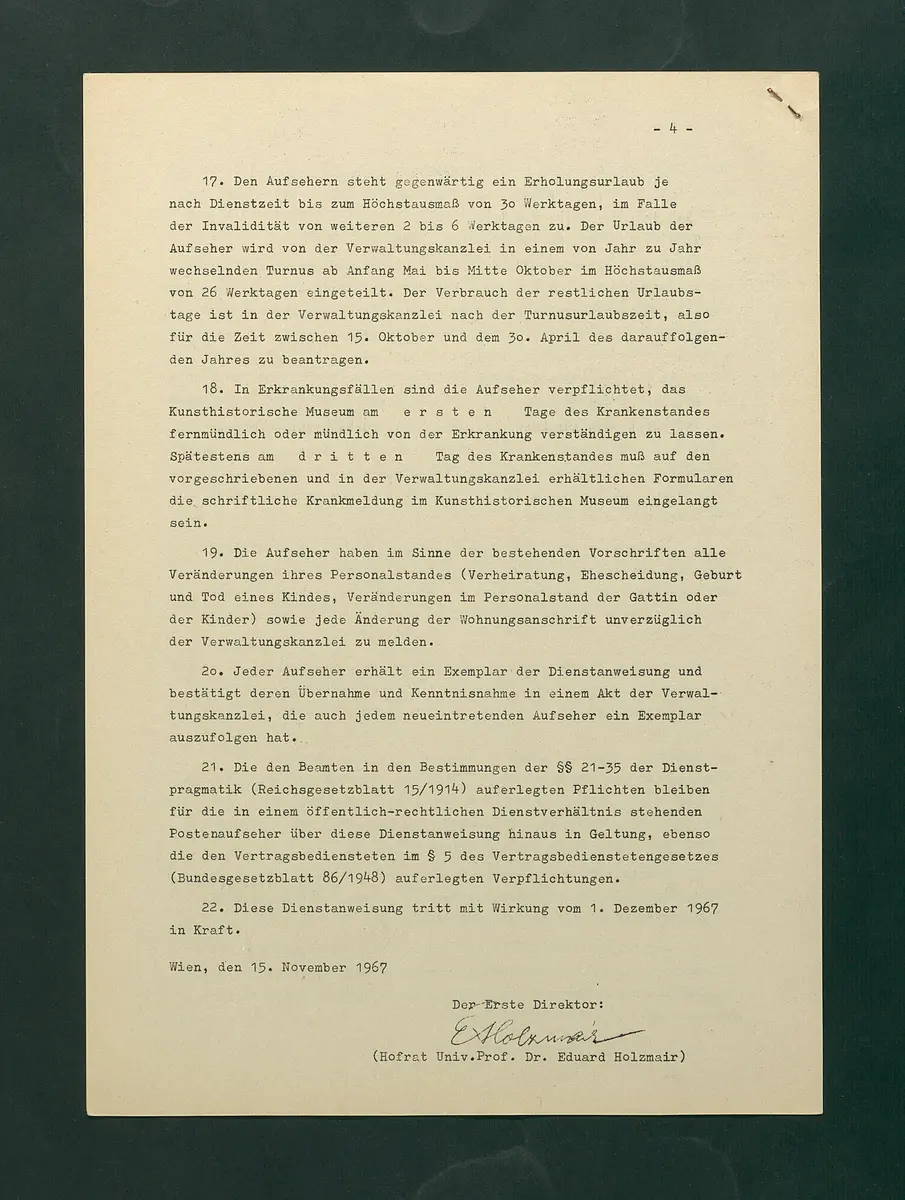 - 4 -
17. Den Aufsehern steht gegenwärtig ein Erholungsurlaub je
nach Dienstzeit bis zum Höchstausmaß von 3o Werktagen, im Falle
der Invalidität von weiteren 2 bis 6 Werktagen zu. Der Urlaub der
Aufseher wird von der Verwaltungskanzlei in einem von Jahr zu Jahr
wechselnden Turnus ab Anfang Mai bis Mitte Oktober im Höchstausmaß
von 26 Werktagen eingeteilt. Der Verbrauch der restlichen Urlaubs-
tage ist in der Verwaltungskanzlei nach der Turnusurlaubszeit, also
für die Zeit zwischen 15. Oktober und dem 3o. April des darauffolgen-
den Jahres zu beantragen.
18. In Erkrankungsfällen sind die Aufseher verpflichtet, das
Kunsthistorische Museum am e r s t e n Tage des Krankenstandes
fernmündlich oder mündlich von der Erkrankung verständigen zu lassen.
Spätestens am d r i t t e n Tag des Krankenstandes muß auf den
vorgeschriebenen und in der Verwaltungskanzlei erhältlichen Formularen
die schriftliche Krankmeldung im Kunsthistorischen Museum eingelangt
sein.
19. Die Aufseher haben im Sinne der bestehenden Vorschriften alle
Veränderungen ihres Personalstandes (Verheiratung, Ehescheidung, Geburt
und Tod eines Kindes, Veränderungen im Personalstand der Gattin oder
der Kinder) sowie jede Änderung der Wohnungsanschrift unverzüglich
der Verwaltungskanzlei zu melden.
2o. Jeder Aufseher erhält ein Exemplar der Dienstanweisung und
bestätigt deren Übernahme und Kenntnisnahme in einem Akt der Verwal-
tungskanzlei, die auch jedem neueintretenden Aufseher ein Exemplar
auszufolgen hat.
21. Die den Beamten in den Bestimmungen der §§ 21-35 der Dienst-
pragmatik (Reichsgesetzblatt 15/1914) auferlegten Pflichten bleiben
für die in einem öffentlich-rechtlichen Dienstverhältnis stehenden
Postenaufseher über diese Dienstanweisung hinaus in Geltung, ebenso
die den Vertragsbediensteten im § 5 des Vertragsbedienstetengesetzes
(Bundesgesetzblatt 86/1948) auferlegten Verpflichtungen.
22. Diese Dienstanweisung tritt mit Wirkung vom 1. Dezember 1967
in Kraft.
Wien, den 15. November 1967
Der Erste Direktor:
E Holzmair
(Hofrat Univ.Prof. Dr. Eduard Holzmair)